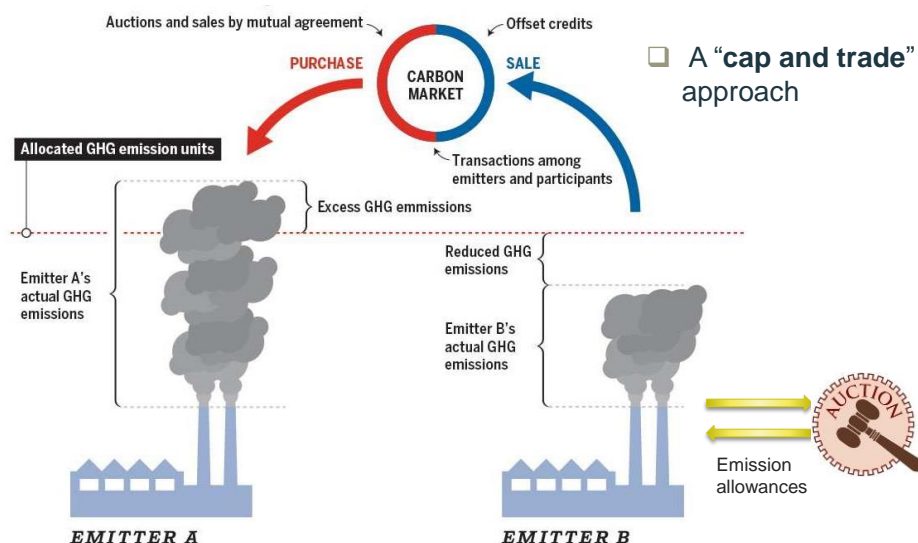 Auctions and sales by mutual agreement
Offset credits
PURCHASE
CARBON
MARKET
SALE
❑ A “cap and trade”
approach
Allocated GHG emission units
Transactions among
emitters and participants
Excess GHG emmissions
Emitter A's
actual GHG
emissions
Reduced GHG
emissions
Emitter B's
actual GHG
emissions
AUCTION
Emission
allowances
EMITTER A
EMITTER B